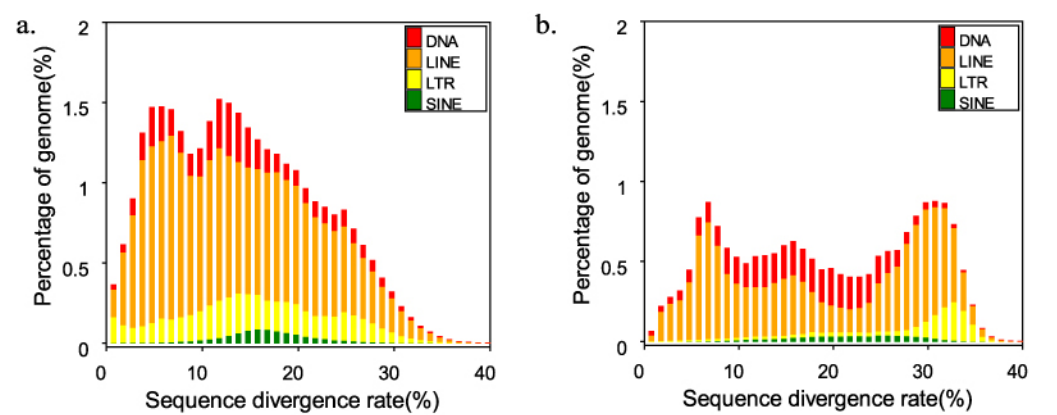 a.
2
1.5
1
0.5
0
Percentage of genome(%)
DNA
LINE
LTR
SINE
0 10 20 30 40
Sequence divergence rate(%)
b.
2
1.5
1
0.5
0
Percentage of genome(%)
DNA
LINE
LTR
SINE
0 10 20 30 40
Sequence divergence rate(%)